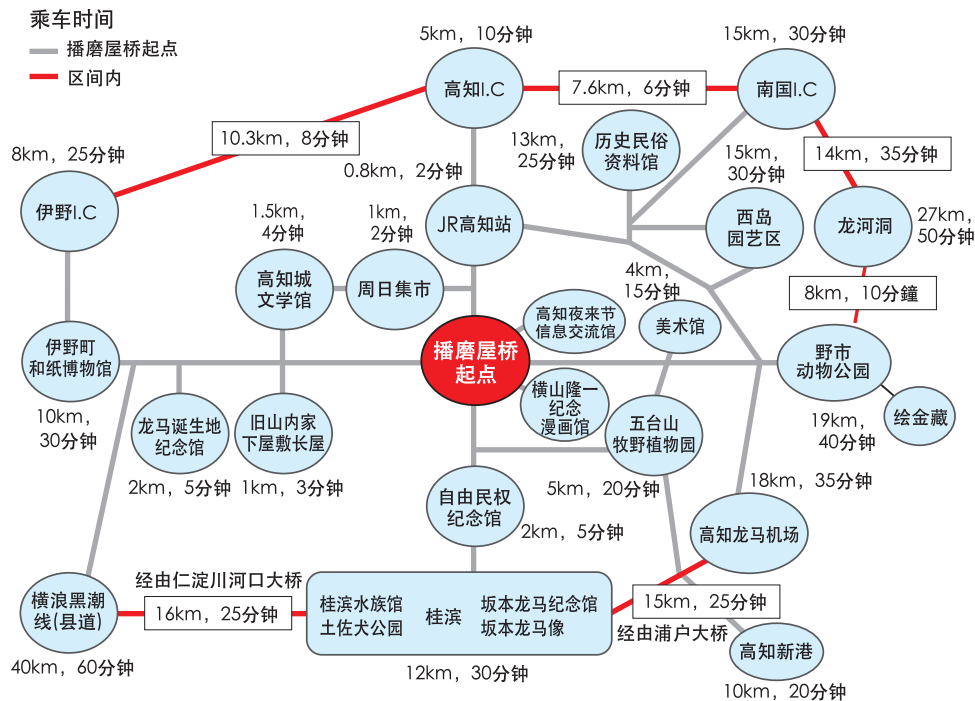 乘车时间
播磨屋桥起点
区间内
5km，10分钟
高知I.C
7.6km，6分钟
15km，30分钟
南国I.C
10.3km，8分钟
8km，25分钟
伊野I.C
0.8km，2分钟
JR高知站
13km，
25分钟
历史民俗
资料馆
15km，
30分钟
西岛
园艺区
14km，35分钟
龙河洞
27km，
50分钟
8km，10分鐘
1.5km，
4分钟
高知城
文学馆
1km，
2分钟
周日集市
4km，
15分钟
美术馆
高知夜来节
信息交流馆
伊野町
和纸博物馆
10km，
30分钟
播磨屋桥
起点
横山隆一
纪念
漫画馆
野市
动物公园
19km，
40分钟
绘金藏
龙马诞生地
纪念馆
2km，5分钟
旧山内家
下屋敷长屋
1km，3分钟
五台山
牧野植物园
5km，20分钟
自由民权
纪念馆
2km，5分钟
18km，35分钟
高知龙马机场
横浪黑潮
线(县道)
40km，60分钟
经由仁淀川河口大桥
16km，25分钟
桂滨水族馆
土佐犬公园
桂滨
坂本龙马纪念馆
坂本龙马像
12km，30分钟
15km，25分钟
经由浦户大桥
高知新港
10km，20分钟